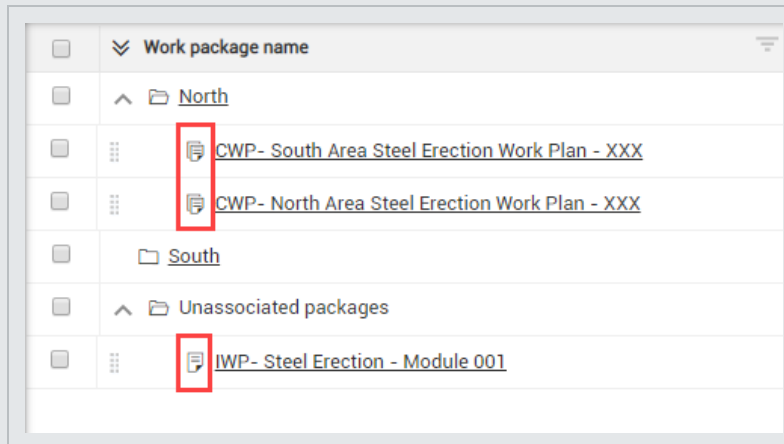 Work package name
North
CWP- South Area Steel Erection Work Plan - XXX
CWP- North Area Steel Erection Work Plan - XXX
South
Unassociated packages
IWP- Steel Erection - Module 001